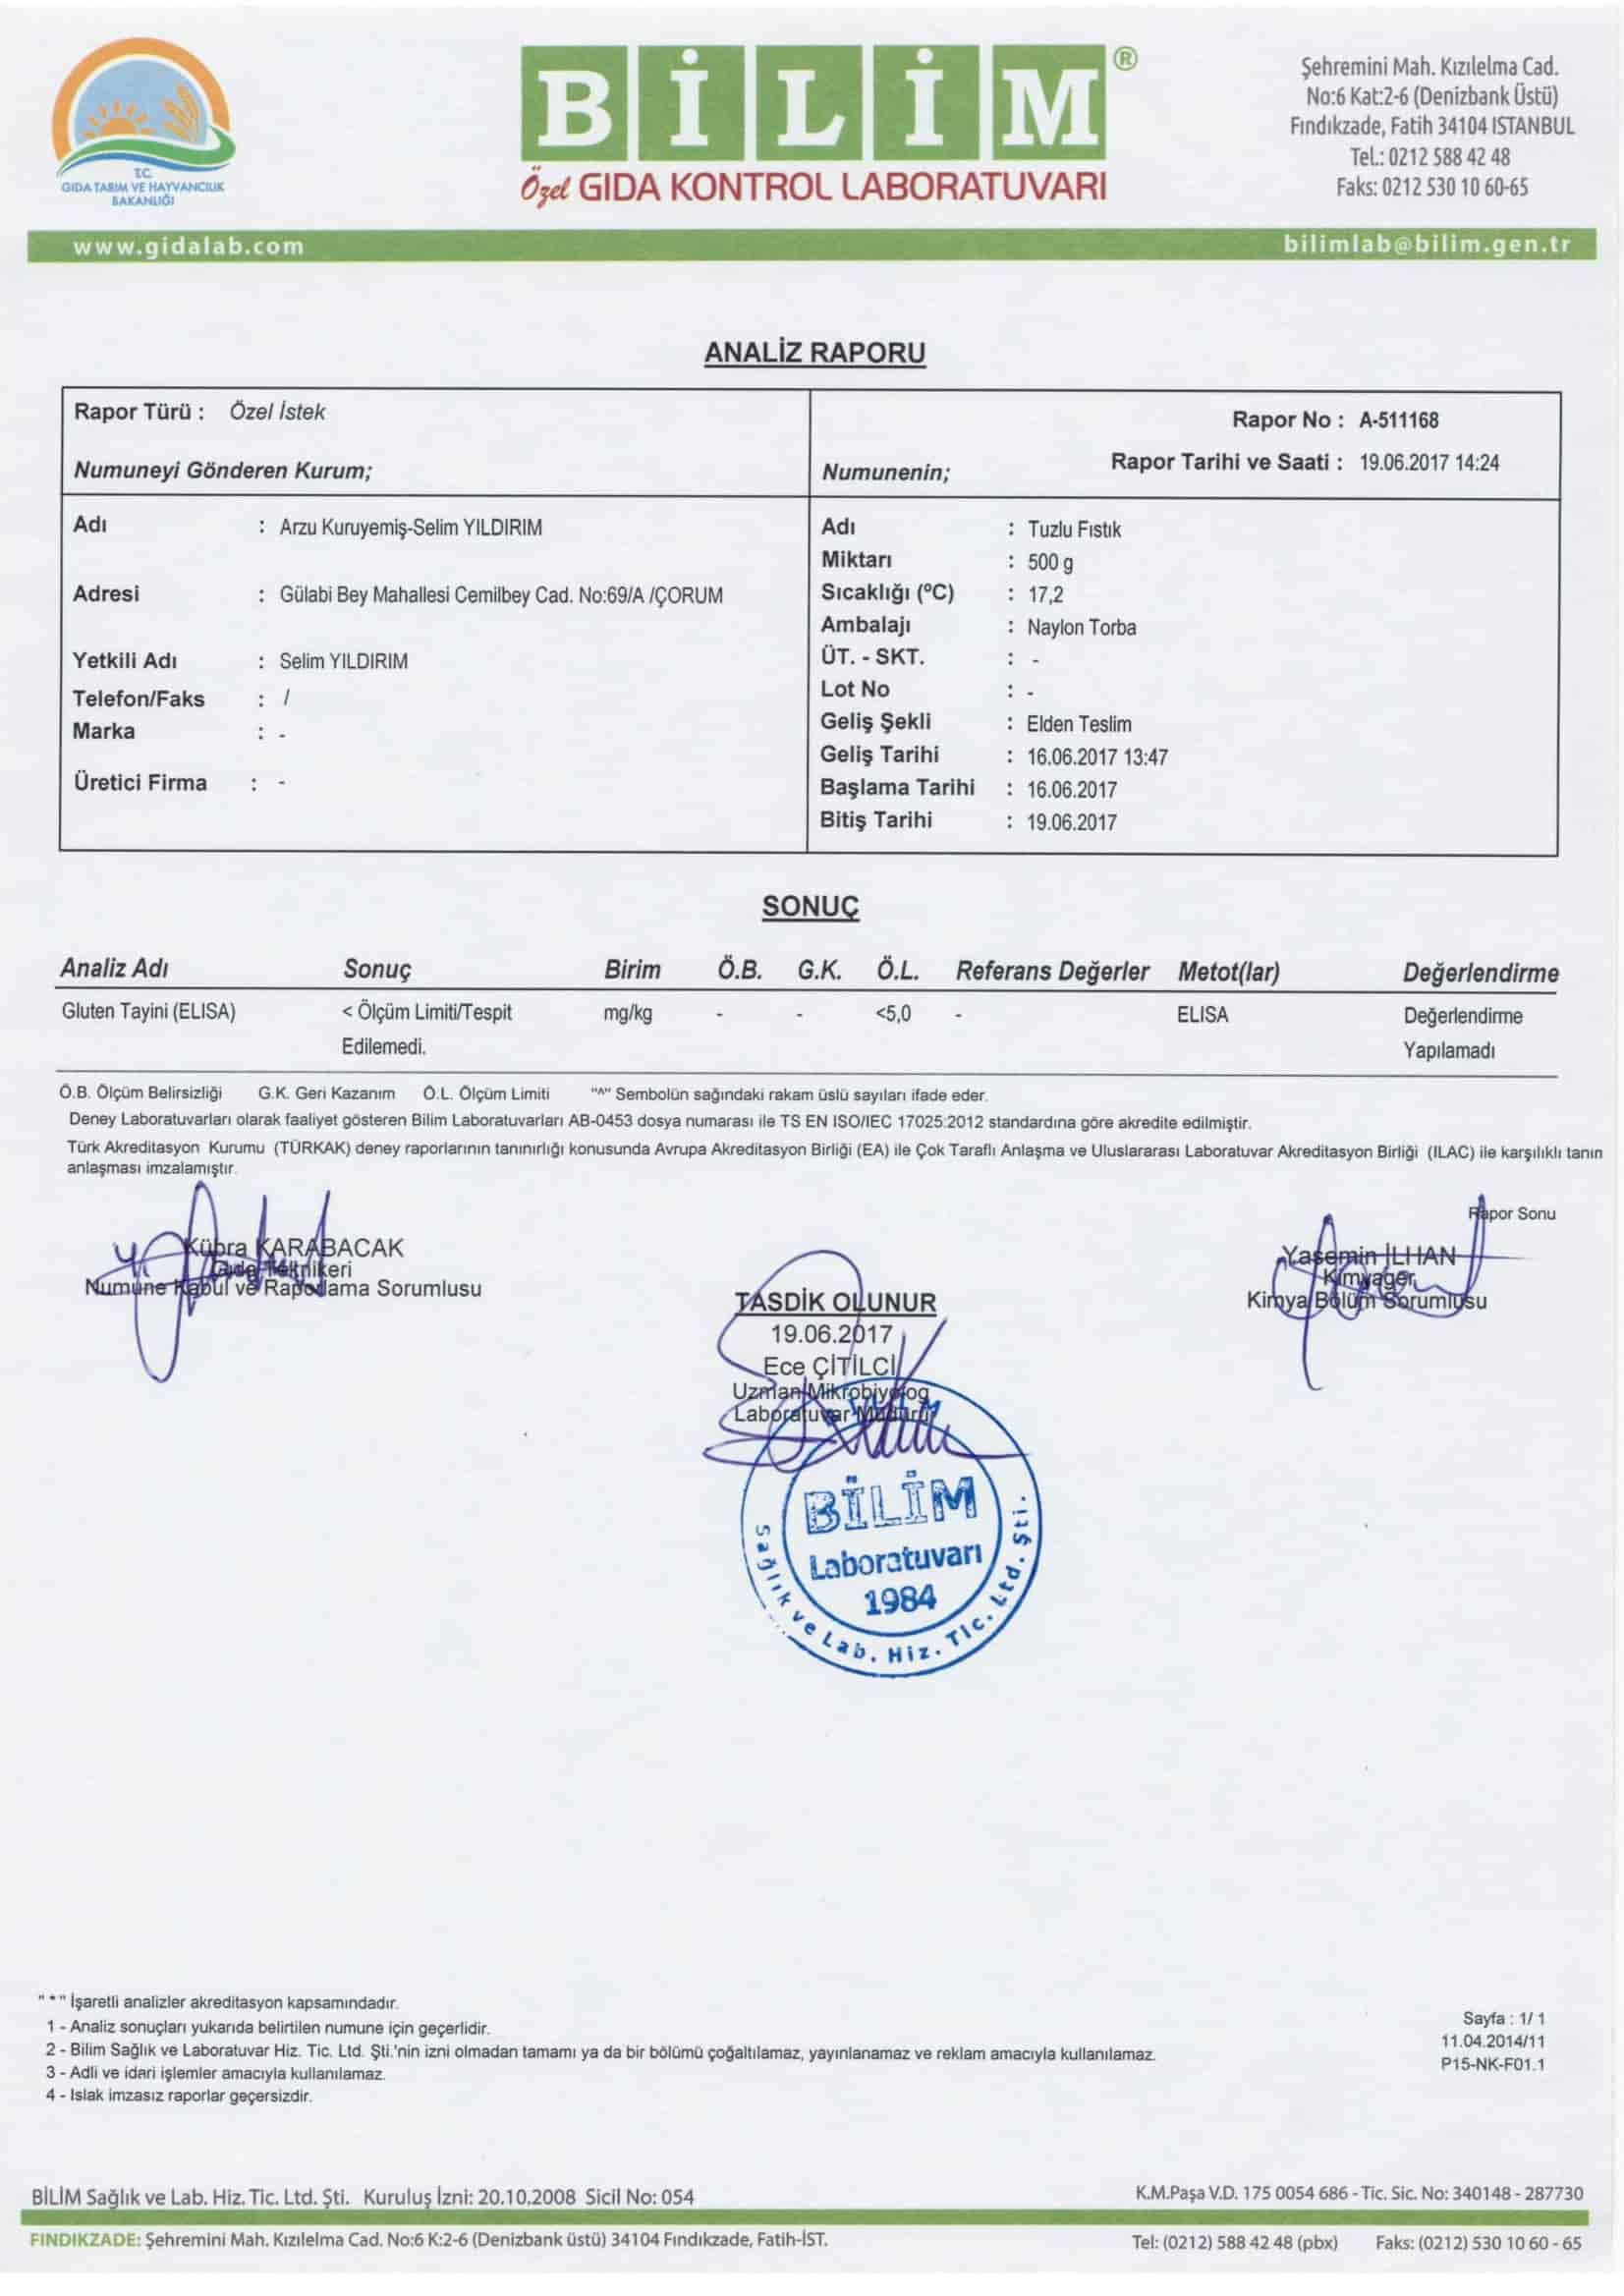 T.C.
GIDA TARIM VE HAYVANCILIK
BAKANLIĞI
BİLİM®
Özel GIDA KONTROL LABORATUVARI
Şehremini Mah. Kızılelma Cad.
No:6 Kat:2-6 (Denizbank Üstü)
Fındıkzade, Fatih 34104 ISTANBUL
Tel.: 0212 588 42 48
Faks: 0212 530 10 60-65
www.gidalab.com
bilimlab@bilim.gen.tr
ANALİZ RAPORU
Rapor Türü : Özel İstek
Rapor No : A-511168
Rapor Tarihi ve Saati : 19.06.2017 14:24
Numuneyi Gönderen Kurum;
Numunenin;
Adı : Arzu Kuruyemiş-Selim YILDIRIM
Adresi : Gülabi Bey Mahallesi Cemilbey Cad. No:69/A /ÇORUM
Yetkili Adı : Selim YILDIRIM
Telefon/Faks : /
Marka : -
Üretici Firma : -
Adı : Tuzlu Fıstık
Miktarı : 500 g
Sıcaklığı (ºC) : 17,2
Ambalajı : Naylon Torba
ÜT. - SKT. : -
Lot No : -
Geliş Şekli : Elden Teslim
Geliş Tarihi : 16.06.2017 13:47
Başlama Tarihi : 16.06.2017
Bitiş Tarihi : 19.06.2017
SONUÇ
Analiz Adı Sonuç Birim Ö.B. G.K. Ö.L. Referans Değerler Metot(lar) Değerlendirme
Gluten Tayini (ELISA) < Ölçüm Limiti/Tespit mg/kg - - <5,0 - ELISA Değerlendirme
Edilemedi. Yapılamadı
Ö.B. Ölçüm Belirsizliği G.K. Geri Kazanım Ö.L. Ölçüm Limiti "^" Sembolün sağındaki rakam üslü sayıları ifade eder.
Deney Laboratuvarları olarak faaliyet gösteren Bilim Laboratuvarları AB-0453 dosya numarası ile TS EN ISO/IEC 17025:2012 standardına göre akredite edilmiştir.
Türk Akreditasyon Kurumu (TÜRKAK) deney raporlarının tanınırlığı konusunda Avrupa Akreditasyon Birliği (EA) ile Çok Taraflı Anlaşma ve Uluslararası Laboratuvar Akreditasyon Birliği (ILAC) ile karşılıklı tanın
anlaşması imzalamıştır.
Rapor Sonu
Kübra KARABACAK
Gıda Teknikeri
Numune Kabul ve Raporlama Sorumlusu
Yasemin İLHAN
Kimyager
Kimya Bölüm Sorumlusu
TASDİK OLUNUR
19.06.2017
Ece ÇİTİLCİ
Uzman Mikrobiyolog
Laboratuvar Müdürü
BİLİM
BİLİM
Laboratuvarı
1984
Sağlık ve Lab. Hiz. Tic. Ltd. Şti.
" * " İşaretli analizler akreditasyon kapsamındadır.
1 - Analiz sonuçları yukarıda belirtilen numune için geçerlidir.
2 - Bilim Sağlık ve Laboratuvar Hiz. Tic. Ltd. Şti.'nin izni olmadan tamamı ya da bir bölümü çoğaltılamaz, yayınlanamaz ve reklam amacıyla kullanılamaz.
3 - Adli ve idari işlemler amacıyla kullanılamaz.
4 - Islak imzasız raporlar geçersizdir.
Sayfa : 1/ 1
11.04.2014/11
P15-NK-F01.1
BİLİM Sağlık ve Lab. Hiz. Tic. Ltd. Şti. Kuruluş İzni: 20.10.2008 Sicil No: 054
K.M.Paşa V.D. 175 0054 686 - Tic. Sic. No: 340148 - 287730
FINDIKZADE: Şehremini Mah. Kızılelma Cad. No:6 K:2-6 (Denizbank üstü) 34104 Fındıkzade, Fatih-İST.
Tel: (0212) 588 42 48 (pbx) Faks: (0212) 530 10 60 - 65